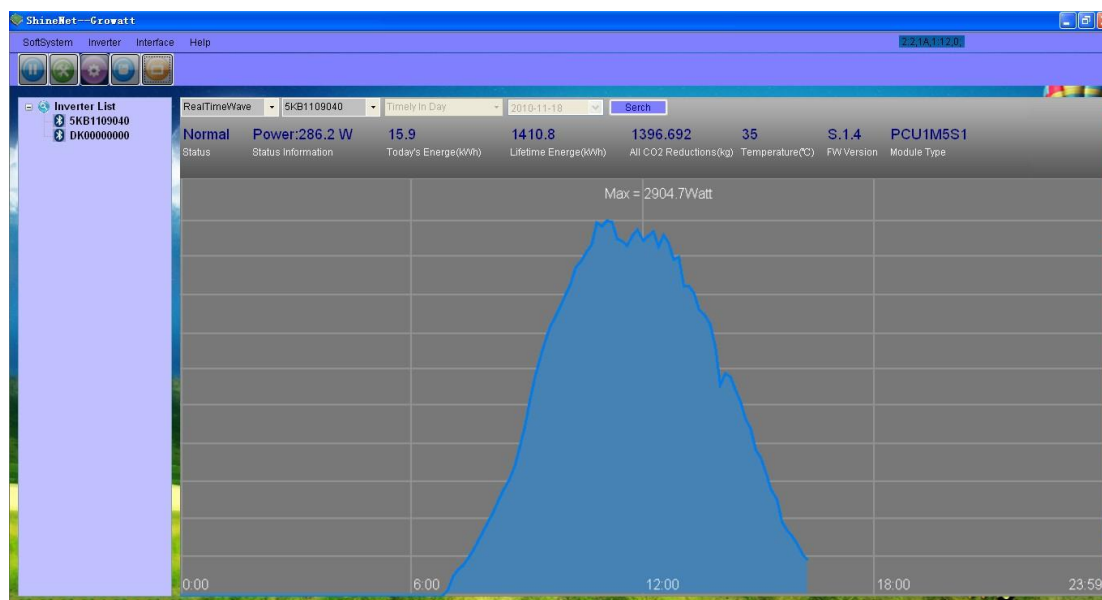 ShineNet--Growatt
SoftSystem Inverter Interface Help
2;2,1A,1:12,0;
Inverter List
5KB1109040
DK00000000
RealTimeWave 5KB1109040 Timely In Day 2010-11-18 Serch
Normal Power:286.2 W 15.9 1410.8 1396.692 35 S.1.4 PCU1M5S1
Status Status Information Today's Energe(kWh) Lifetime Energe(kWh) All CO2 Reductions(kg) Temperature(℃) FW Version Module Type
Max = 2904.7Watt
0:00 6:00 12:00 18:00 23:59